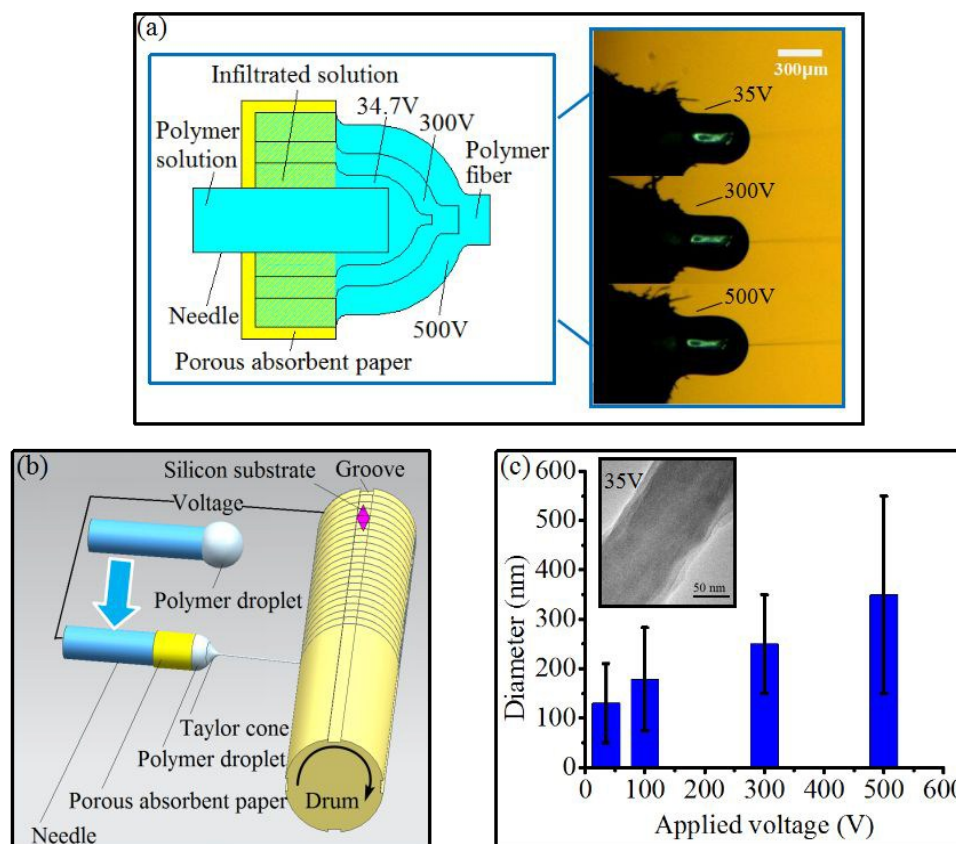 (a)
Infiltrated solution
34.7V
300V
Polymer
solution
Polymer
fiber
Needle
500V
Porous absorbent paper
300μm
35V
300V
500V
(b)
Silicon substrate
Groove
Voltage
Polymer droplet
Taylor cone
Polymer droplet
Porous absorbent paper
Drum
Needle
(c)
600
500
400
300
200
100
0
Diameter (nm)
35V
50 nm
0
100
200
300
400
500
600
Applied voltage (V)